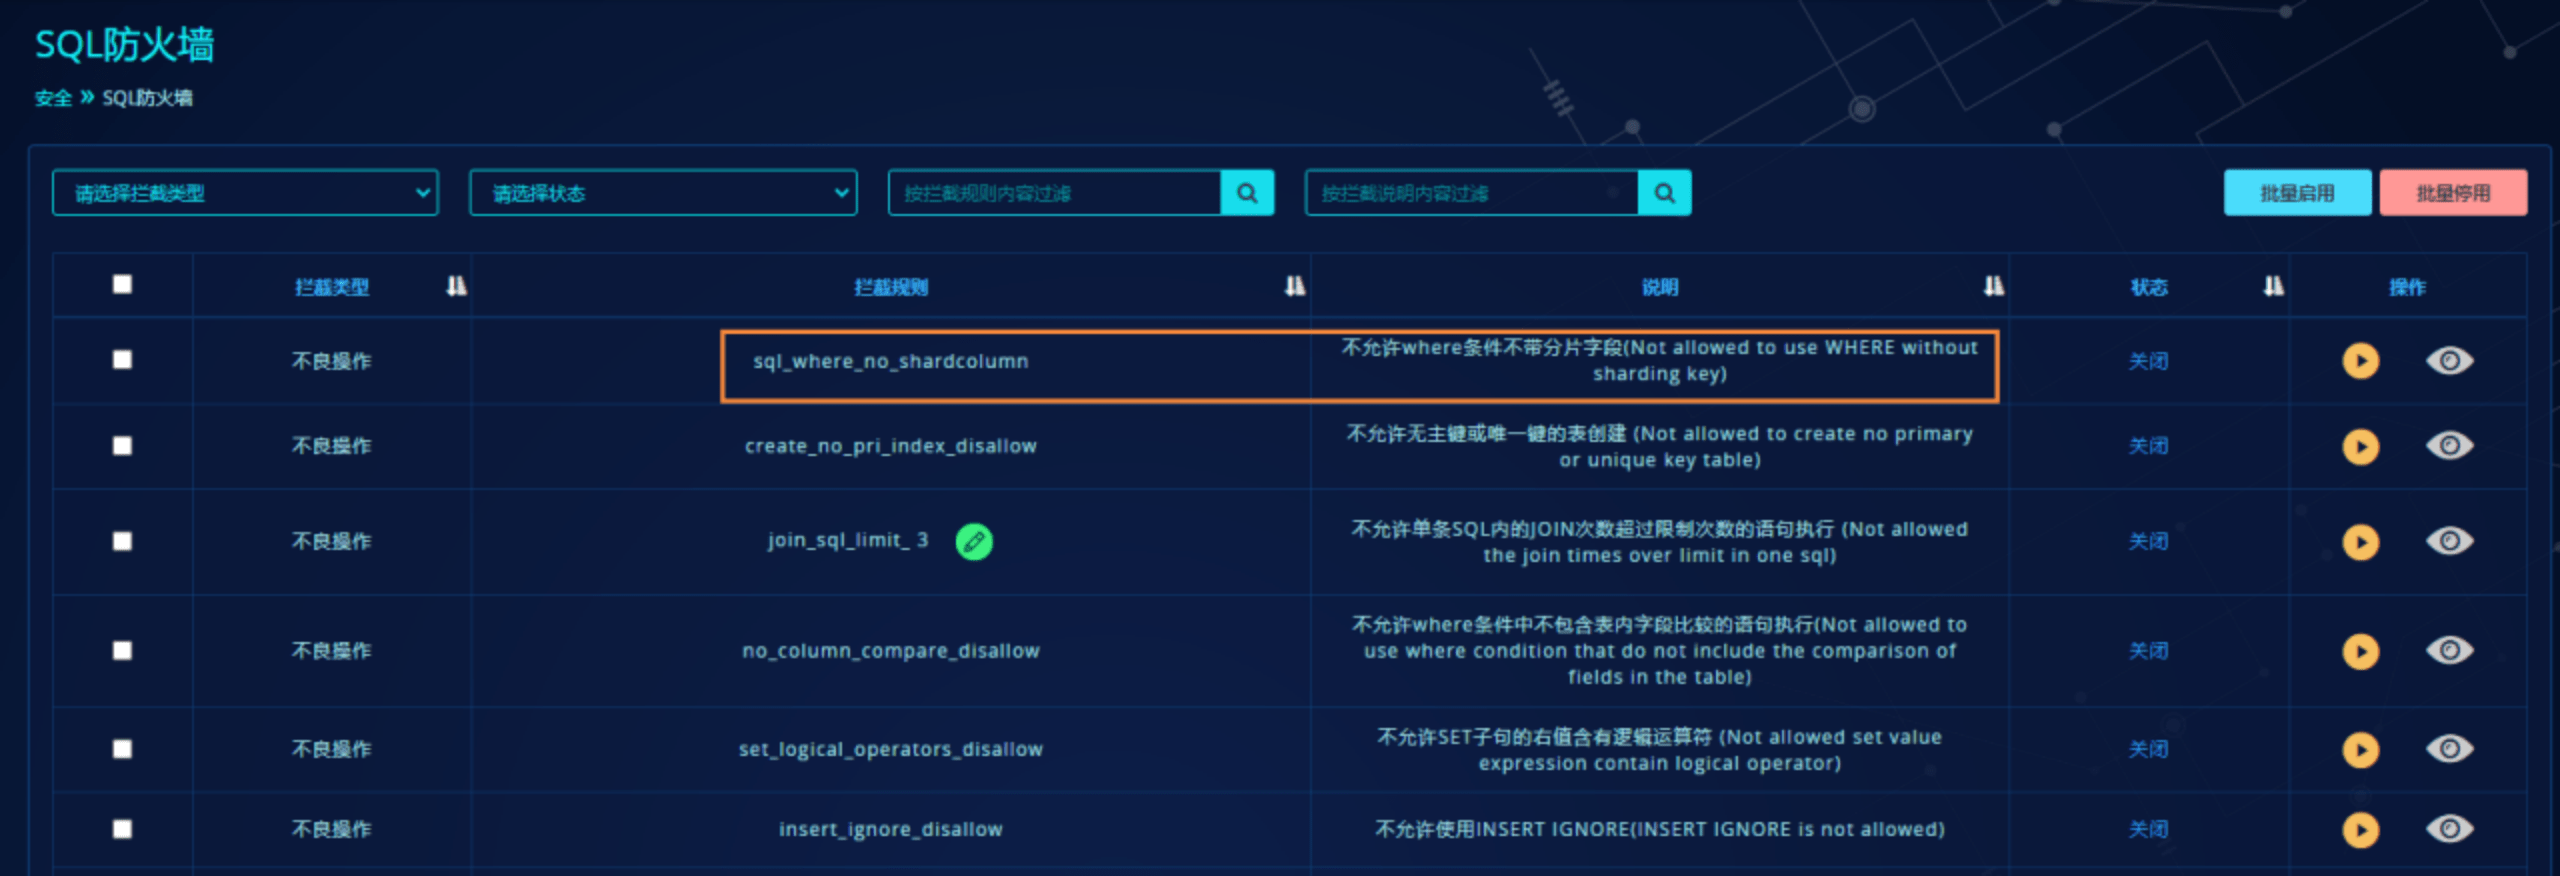 SQL防火墙
安全 » SQL防火墙
请选择拦截类型 请选择状态 按拦截规则内容过滤 按拦截说明内容过滤 批量启用 批量停用
拦截类型 拦截规则 说明 状态 操作
不良操作 sql_where_no_shardcolumn 不允许where条件不带分片字段(Not allowed to use WHERE without
sharding key) 关闭
不良操作 create_no_pri_index_disallow 不允许无主键或唯一键的表创建 (Not allowed to create no primary
or unique key table) 关闭
不良操作 join_sql_limit_ 3 不允许单条SQL内的JOIN次数超过限制次数的语句执行 (Not allowed
the join times over limit in one sql) 关闭
不良操作 no_column_compare_disallow 不允许where条件中不包含表内字段比较的语句执行(Not allowed to
use where condition that do not include the comparison of
fields in the table) 关闭
不良操作 set_logical_operators_disallow 不允许SET子句的右值含有逻辑运算符 (Not allowed set value
expression contain logical operator) 关闭
不良操作 insert_ignore_disallow 不允许使用INSERT IGNORE(INSERT IGNORE is not allowed) 关闭